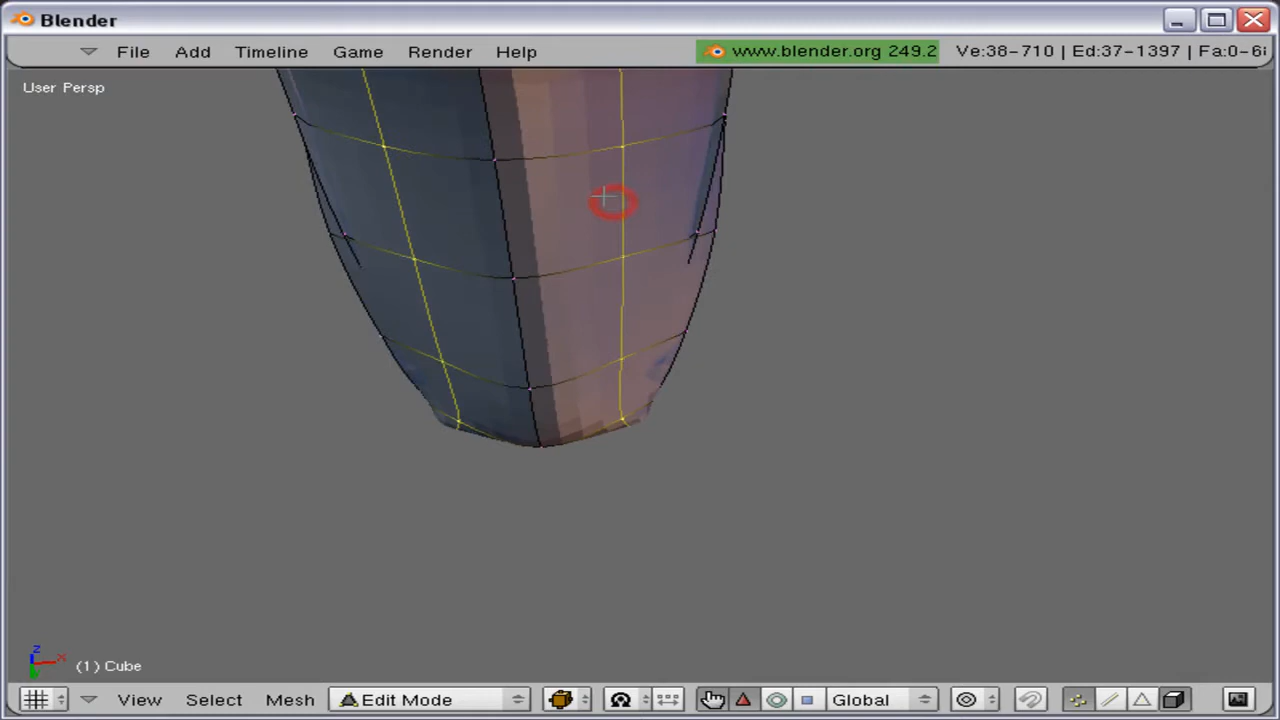 Blender
File Add Timeline Game Render Help www.blender.org 249.2 Ve:38-710 | Ed:37-1397 | Fa:0-6
User Persp
z
x
(1) Cube
View Select Mesh Edit Mode Global